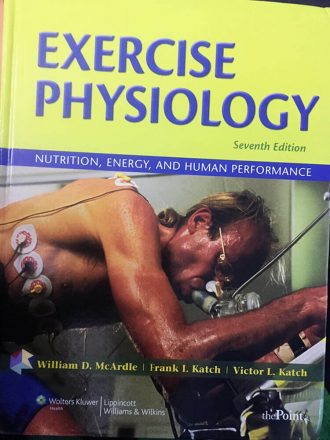 EXERCISE
PHYSIOLOGY
Seventh Edition
NUTRITION, ENERGY, AND HUMAN PERFORMANCE
William D. McArdle Frank I. Katch Victor L. Katch
Wolters Kluwer Lippincott
Health Williams & Wilkins
thePoint